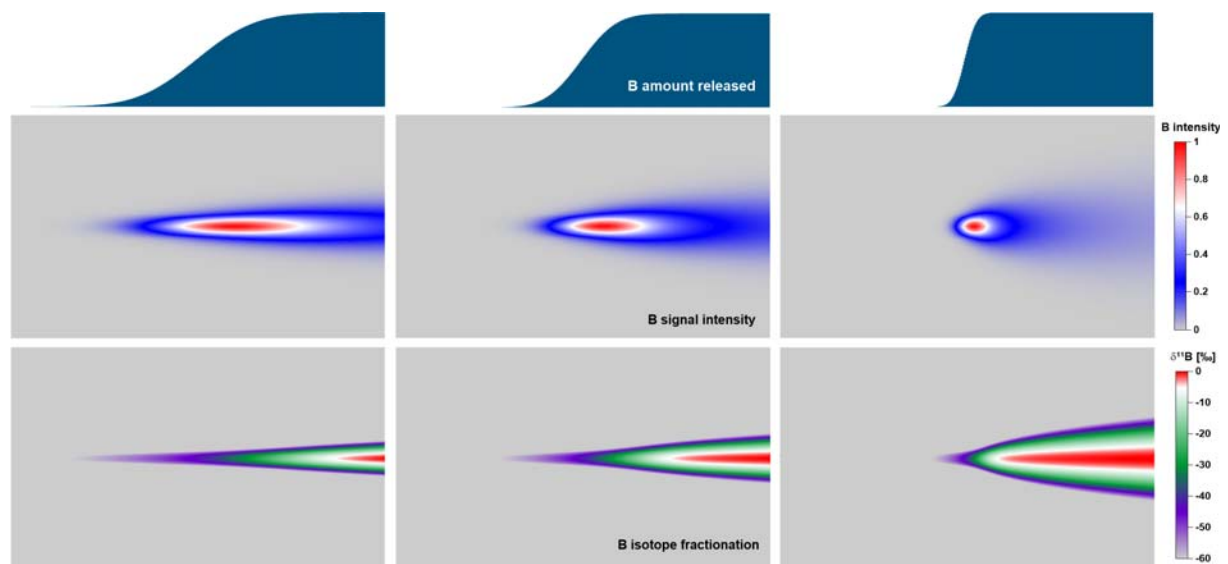 B amount released
B intensity
1
0.8
0.6
0.4
0.2
0
B signal intensity
δ¹¹B [‰]
0
-10
-20
-30
-40
-50
-60
B isotope fractionation